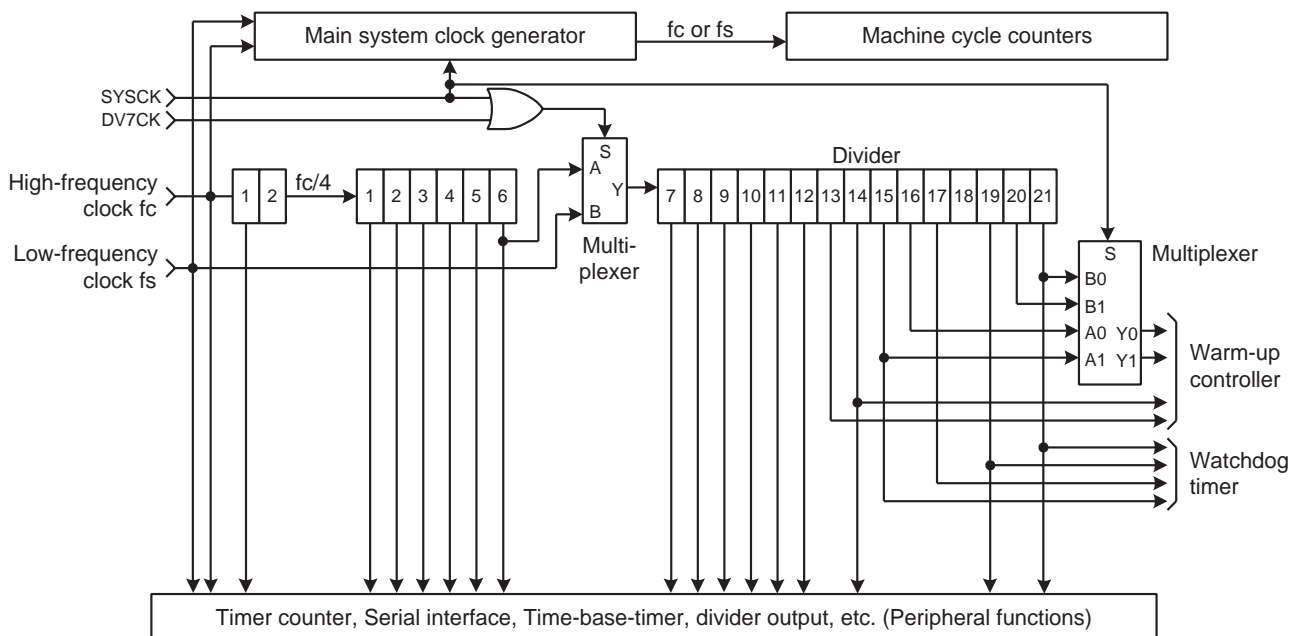 Main system clock generator
fc or fs
Machine cycle counters
SYSCK
DV7CK
S
A
Y
B
Multi-
plexer
High-frequency
clock fc
1 2
fc/4
1 2 3 4 5 6
Divider
7 8 9 10 11 12 13 14 15 16 17 18 19 20 21
Low-frequency
clock fs
S
Multiplexer
B0
B1
A0 Y0
A1 Y1
Warm-up
controller
Watchdog
timer
Timer counter, Serial interface, Time-base-timer, divider output, etc. (Peripheral functions)